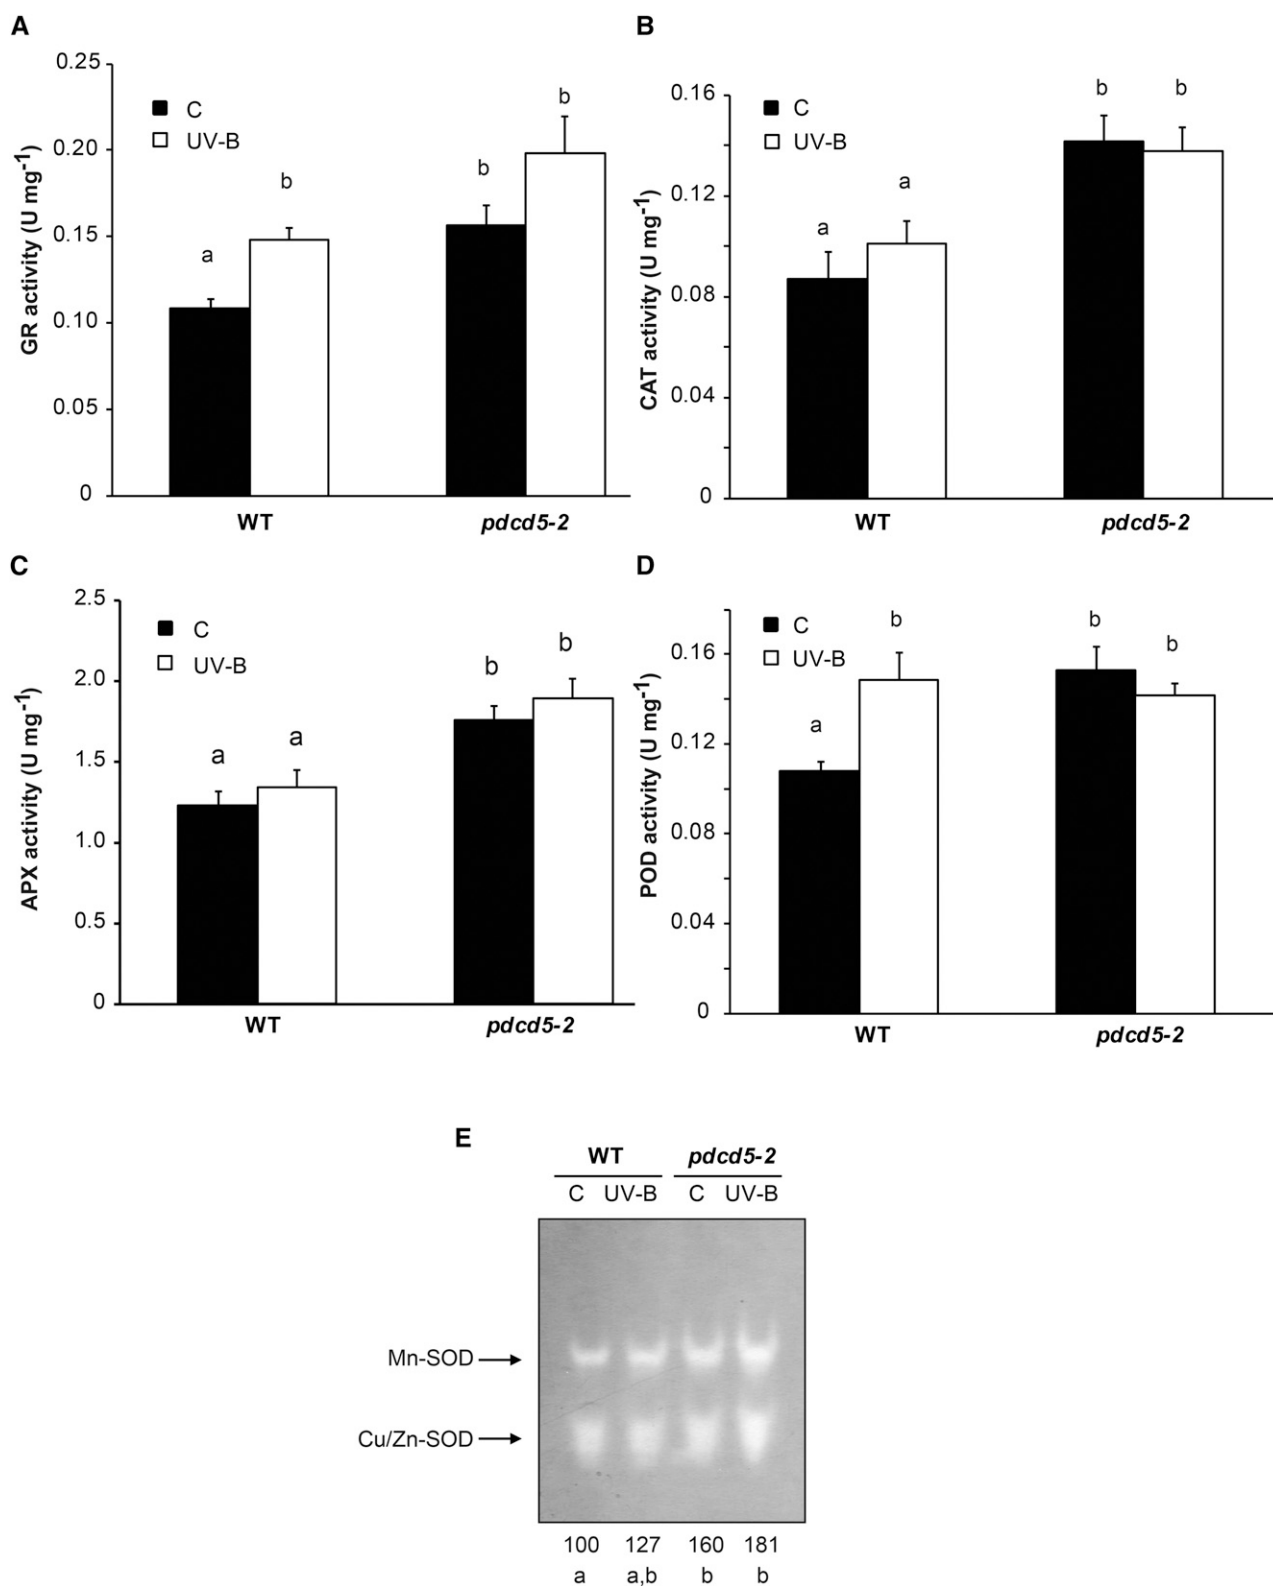 A
0.25
0.20
0.15
0.10
0.05
0
GR activity (U mg-1)
C
UV-B
a
b
b
b
WT
pdcd5-2
B
0.16
0.12
0.08
0.04
0
CAT activity (U mg-1)
C
UV-B
a
a
b
b
WT
pdcd5-2
C
2.5
2.0
1.5
1.0
0.5
0
APX activity (U mg-1)
C
UV-B
a
a
b
b
WT
pdcd5-2
D
0.16
0.12
0.08
0.04
0
POD activity (U mg-1)
C
UV-B
a
b
b
b
WT
pdcd5-2
E
WT pdcd5-2
C UV-B C UV-B
Mn-SOD
Cu/Zn-SOD
100 127 160 181
a a,b b b